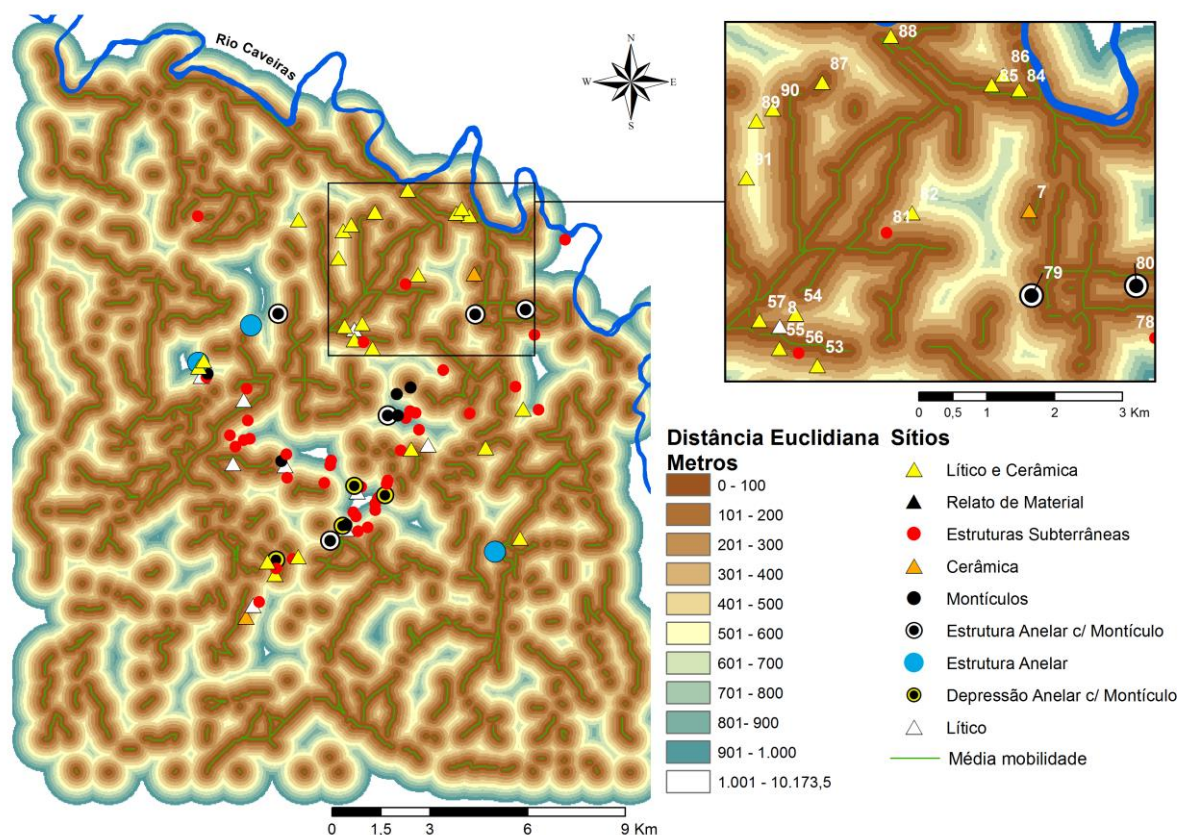 Rio Caveiras
N
W
E
S
88
86
87
85
84
90
89
91
82
7
81
79
80
54
57
8
78
55
56
53
0
0,5
1
2
3 Km
Distância Euclidiana
Metros
0 - 100
101 - 200
201 - 300
301 - 400
401 - 500
501 - 600
601 - 700
701 - 800
801- 900
901 - 1.000
1.001 - 10.173,5
Sítios
Lítico e Cerâmica
Relato de Material
Estruturas Subterrâneas
Cerâmica
Montículos
Estrutura Anelar c/ Montículo
Estrutura Anelar
Depressão Anelar c/ Montículo
Lítico
Média mobilidade
0
1.5
3
6
9 Km